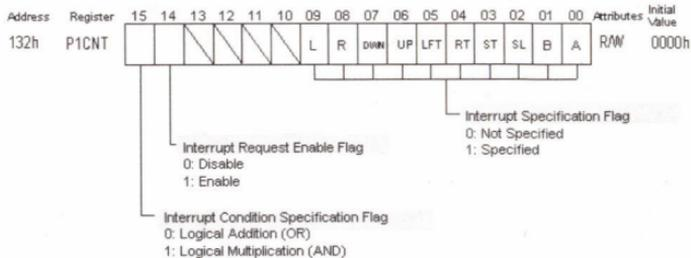 Address Register 15 14 13 12 11 10 09 08 07 06 05 04 03 02 01 00 Attributes Initial Value
132h P1CNT L R DWN UP LFT RT ST SL B A R/W 0000h
Interrupt Specification Flag
0: Not Specified
1: Specified
Interrupt Request Enable Flag
0: Disable
1: Enable
Interrupt Condition Specification Flag
0: Logical Addition (OR)
1: Logical Multiplication (AND)